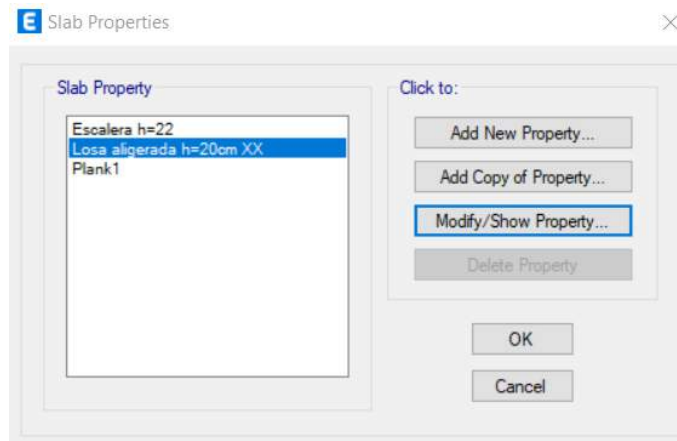 E Slab Properties
Slab Property
Escalera h=22
Losa aligerada h=20cm XX
Plank1
Click to:
Add New Property...
Add Copy of Property...
Modify/Show Property...
Delete Property
OK
Cancel